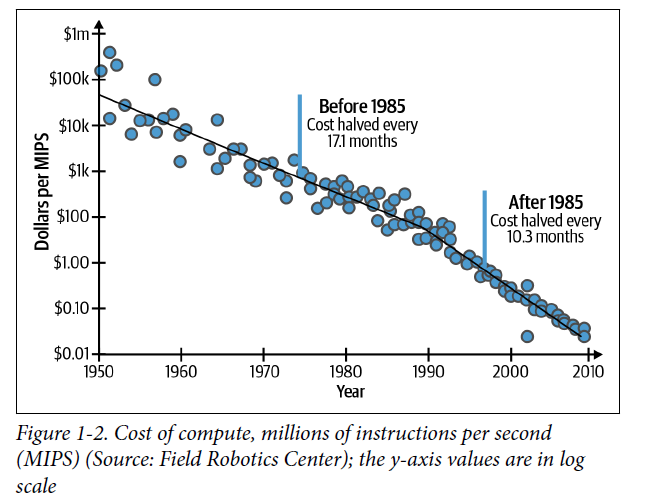 $1m
$100k
$10k
$1k
$100
$1.00
$0.10
$0.01
Dollars per MIPS
Before 1985
Cost halved every
17.1 months
After 1985
Cost halved every
10.3 months
1950 1960 1970 1980 1990 2000 2010
Year
Figure 1-2. Cost of compute, millions of instructions per second
(MIPS) (Source: Field Robotics Center); the y-axis values are in log
scale